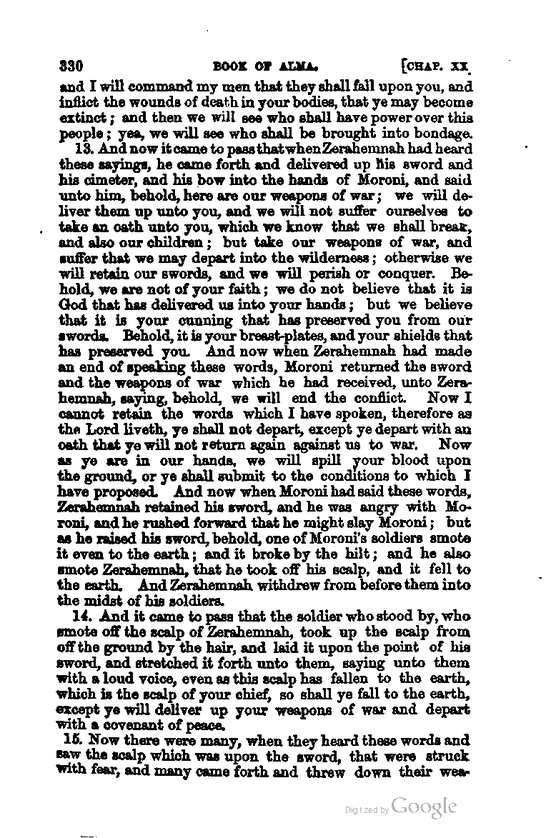 330 BOOK OF ALMA. [CHAP. XX.
and I will command my men that they shall fall upon you, and
inflict the wounds of death in your bodies, that ye may become
extinct; and then we will see who shall have power over this
people; yea, we will see who shall be brought into bondage.
13. And now it came to pass that when Zerahemnah had heard
these sayings, he came forth and delivered up his sword and
his cimeter, and his bow into the hands of Moroni, and said
unto him, behold, here are our weapons of war; we will de-
liver them up unto you, and we will not suffer ourselves to
take an oath unto you, which we know that we shall break,
and also our children; but take our weapons of war, and
suffer that we may depart into the wilderness; otherwise we
will retain our swords, and we will perish or conquer. Be-
hold, we are not of your faith; we do not believe that it is
God that has delivered us into your hands; but we believe
that it is your cunning that has preserved you from our
swords. Behold, it is your breast-plates, and your shields that
has preserved you. And now when Zerahemnah had made
an end of speaking these words, Moroni returned the sword
and the weapons of war which he had received, unto Zera-
hemnah, saying, behold, we will end the conflict. Now I
cannot retain the words which I have spoken, therefore as
the Lord liveth, ye shall not depart, except ye depart with an
oath that ye will not return again against us to war. Now
as ye are in our hands, we will spill your blood upon
the ground, or ye shall submit to the conditions to which I
have proposed. And now when Moroni had said these words,
Zerahemnah retained his sword, and he was angry with Mo-
roni, and he rushed forward that he might slay Moroni; but
as he raised his sword, behold, one of Moroni's soldiers smote
it even to the earth; and it broke by the hilt; and he also
smote Zerahemnah, that he took off his scalp, and it fell to
the earth. And Zerahemnah withdrew from before them into
the midst of his soldiers.
14. And it came to pass that the soldier who stood by, who
smote off the scalp of Zerahemnah, took up the scalp from
off the ground by the hair, and laid it upon the point of his
sword, and stretched it forth unto them, saying unto them
with a loud voice, even as this scalp has fallen to the earth,
which is the scalp of your chief, so shall ye fall to the earth,
except ye will deliver up your weapons of war and depart
with a covenant of peace.
15. Now there were many, when they heard these words and
saw the scalp which was upon the sword, that were struck
with fear, and many came forth and threw down their wea-
Digitized by Google